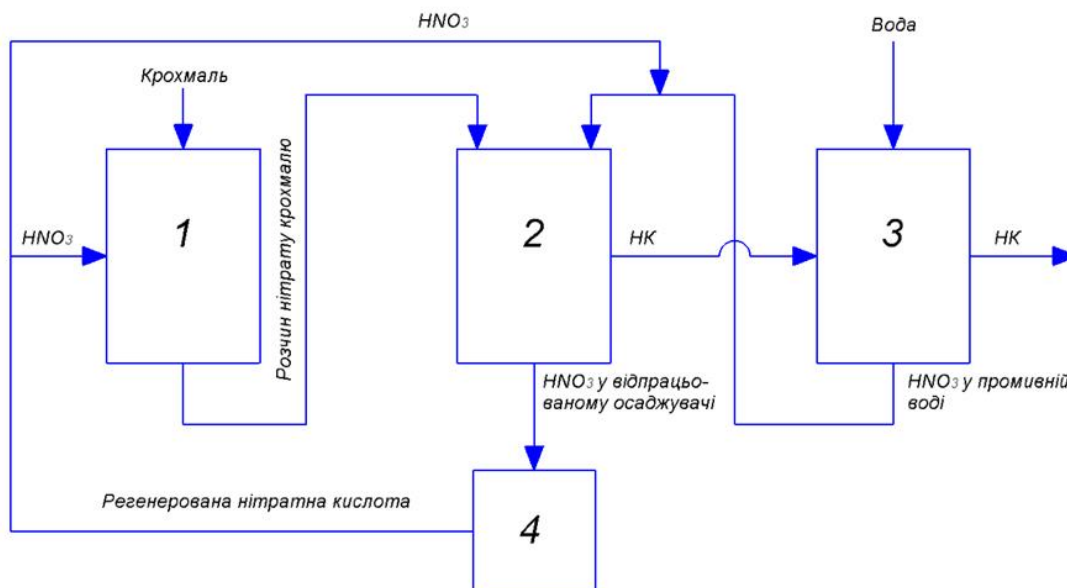 HNO₃
Вода
Крохмаль
HNO₃
1
Розчин нітрату крохмалю
2
НК
3
НК
HNO₃ у відпрацьо-
ваному осаджувачі
HNO₃ у промивній
воді
Регенерована нітратна кислота
4